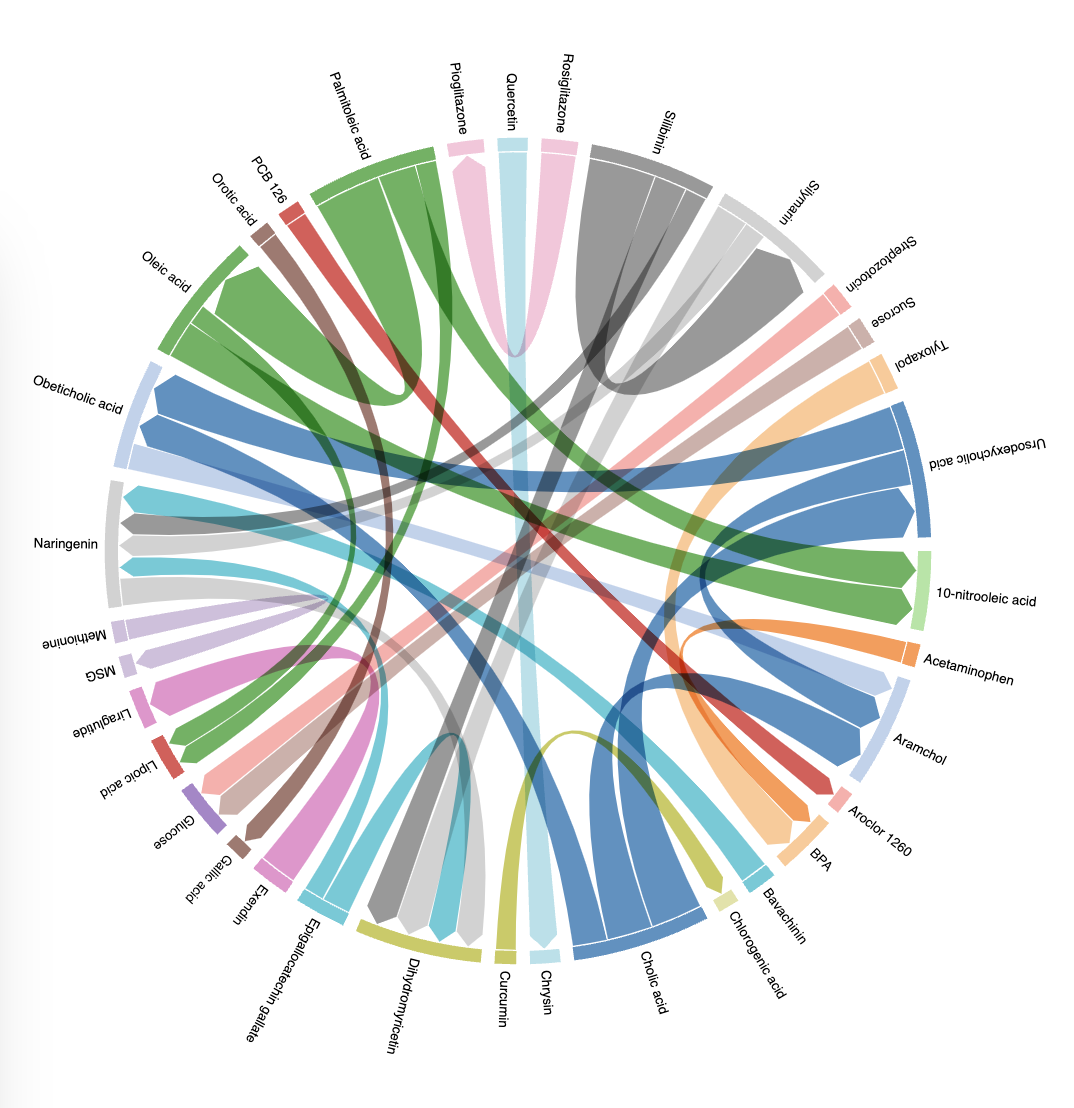 Rosiglitazone
Silibinin
Silymarin
Streptozotocin
Sucrose
Tyloxapol
Ursodexycholic acid
10-nitrooleic acid
Acetaminophen
Aramchol
Aroclor 1260
BPA
Bavachinin
Chlorogenic acid
Cholic acid
Chrysin
Curcumin
Dihydromyricetin
Epigallocatechin gallate
Exendin
Gallic acid
Glucose
Lipoic acid
Liraglutide
MSG
Methionine
Naringenin
Obeticholic acid
Oleic acid
Orotic acid
PCB 126
Palmitoleic acid
Pioglitazone
Quercetin